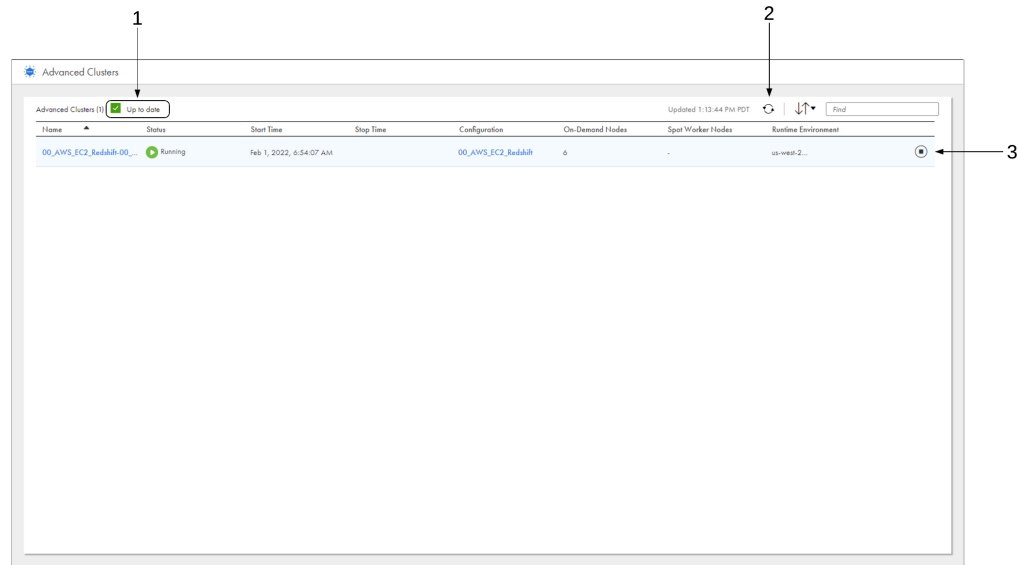 1
2
Advanced Clusters
Advanced Clusters (1) Up to date Updated 1:13:44 PM PDT Find
Name Status Start Time Stop Time Configuration On-Demand Nodes Spot Worker Nodes Runtime Environment
00_AWS_EC2_Redshift-00_... Running Feb 1, 2022, 6:54:07 AM 00_AWS_EC2_Redshift 6 - us-west-2...
3